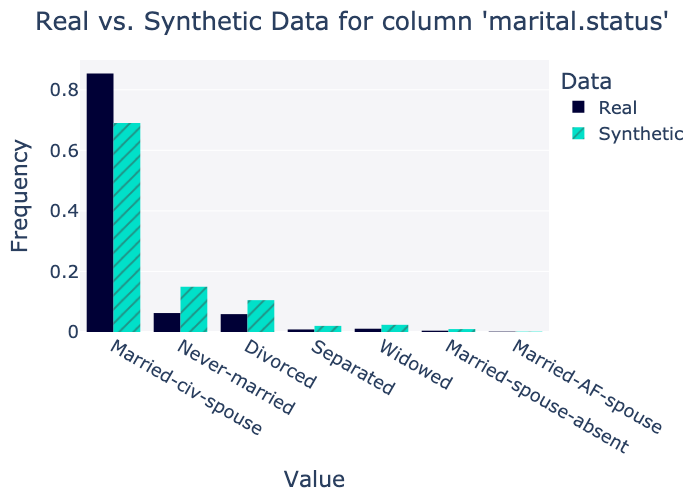 Real vs. Synthetic Data for column 'marital.status'
Data
Real
Synthetic
Frequency
0.8
0.6
0.4
0.2
0
Married-civ-spouse
Never-married
Divorced
Separated
Widowed
Married-spouse-absent
Married-AF-spouse
Value